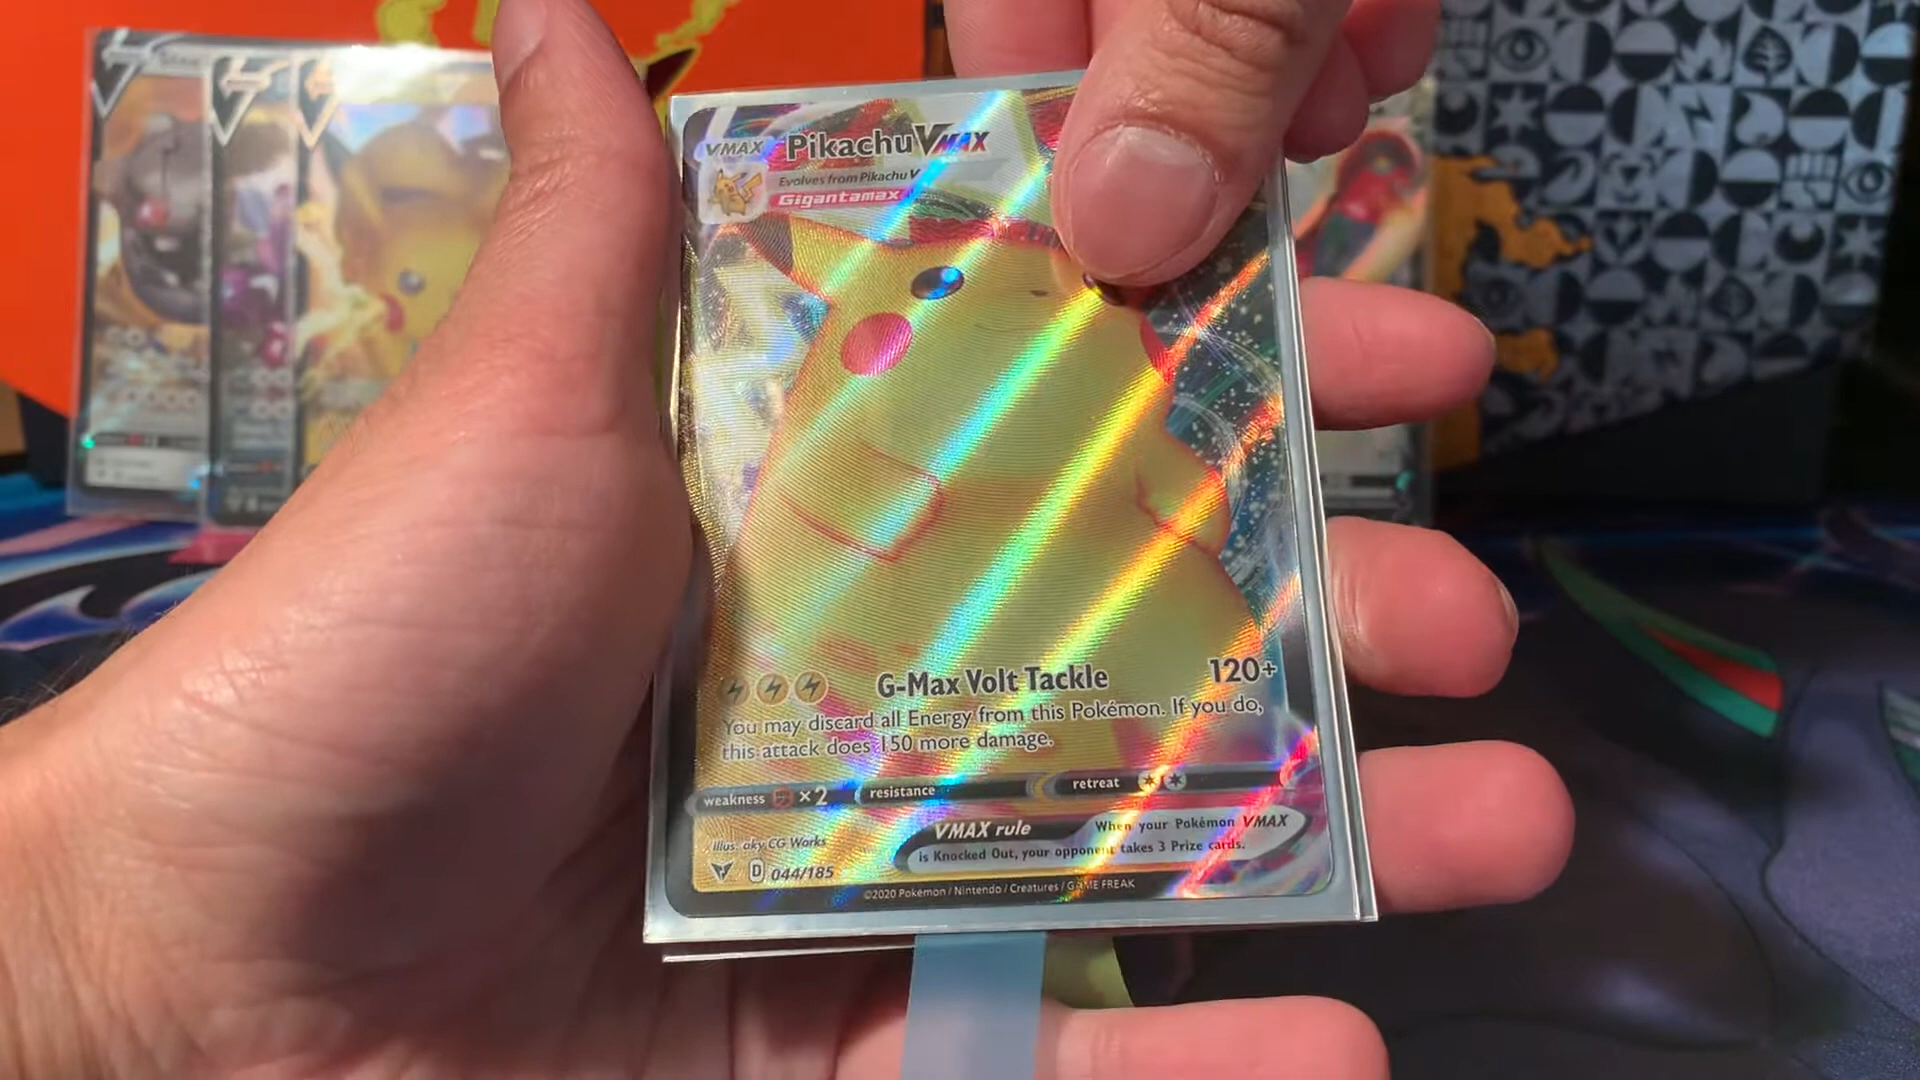 VMAX PikachuVMAX
Evolves from Pikachu V
Gigantamax
G-Max Volt Tackle 120+
You may discard all Energy from this Pokémon. If you do,
this attack does 150 more damage.
weakness ×2 resistance retreat
VMAX rule When your Pokémon VMAX
is Knocked Out, your opponent takes 3 Prize cards.
Illus. aky CG Works
D 044/185
©2020 Pokémon / Nintendo / Creatures / GAME FREAK